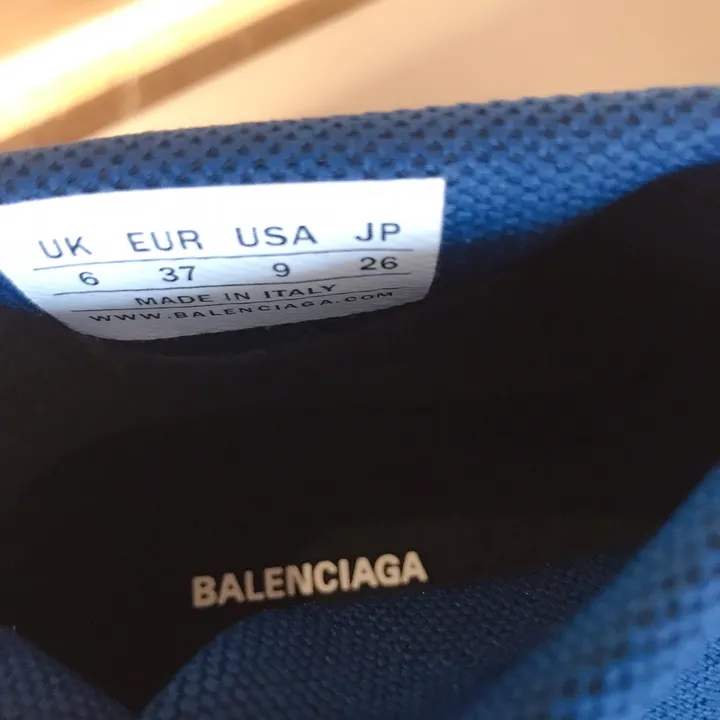 UK EUR USA JP
6 37 9 26
MADE IN ITALY
WWW.BALENCIAGA.COM
BALENCIAGA